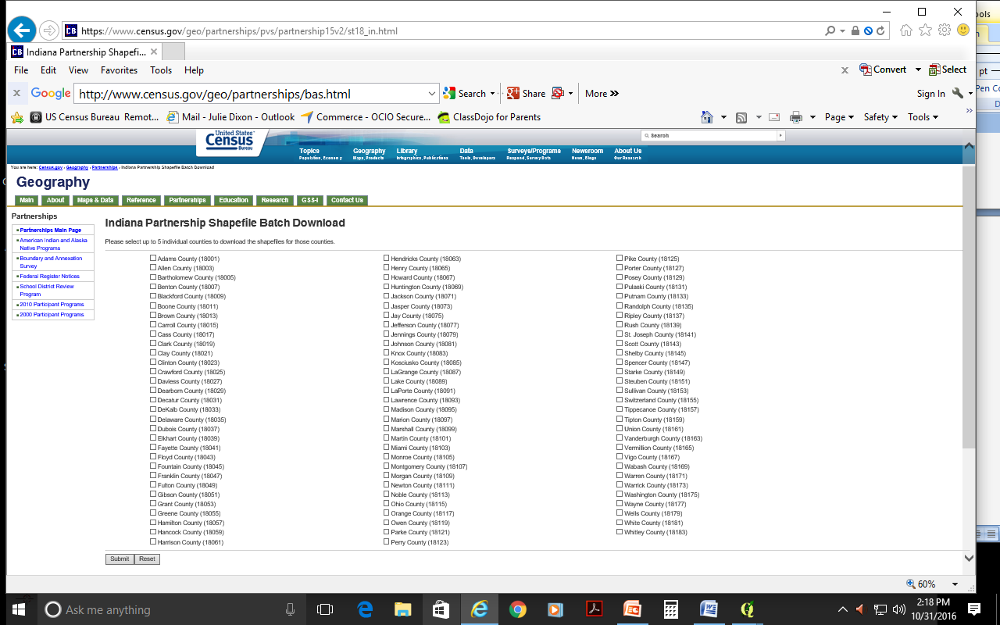 ools
https://www.census.gov/geo/partnerships/pvs/partnership15v2/st18_in.html
CB Indiana Partnership Shapefi...
File Edit View Favorites Tools Help
Convert Select
pt
Google http://www.census.gov/geo/partnerships/bas.html Search Share More Sign In
Pen Co
US Census Bureau Remot... Mail - Julie Dixon - Outlook Commerce - OCIO Secure... ClassDojo for Parents Page Safety Tools
United States Census Bureau
Search
Topics Geography Library Data Surveys/Programs Newsroom About Us
Population, Economy Maps, Products Infographics, Publications Tools, Developers Respond, Survey Data News, Blogs Our Research
You are here: Census.gov › Geography › Partnerships › Indiana Partnership Shapefile Batch Download
Geography
Main About Maps & Data Reference Partnerships Education Research GSS-I Contact Us
Partnerships
Partnerships Main Page
American Indian and Alaska
Native Programs
Boundary and Annexation
Survey
Federal Register Notices
School District Review
Program
2010 Participant Programs
2000 Participant Programs
Indiana Partnership Shapefile Batch Download
Please select up to 5 individual counties to download the shapefiles for those counties.
Adams County (18001) Hendricks County (18063) Pike County (18125)
Allen County (18003) Henry County (18065) Porter County (18127)
Bartholomew County (18005) Howard County (18067) Posey County (18129)
Benton County (18007) Huntington County (18069) Pulaski County (18131)
Blackford County (18009) Jackson County (18071) Putnam County (18133)
Boone County (18011) Jasper County (18073) Randolph County (18135)
Brown County (18013) Jay County (18075) Ripley County (18137)
Carroll County (18015) Jefferson County (18077) Rush County (18139)
Cass County (18017) Jennings County (18079) St. Joseph County (18141)
Clark County (18019) Johnson County (18081) Scott County (18143)
Clay County (18021) Knox County (18083) Shelby County (18145)
Clinton County (18023) Kosciusko County (18085) Spencer County (18147)
Crawford County (18025) LaGrange County (18087) Starke County (18149)
Daviess County (18027) Lake County (18089) Steuben County (18151)
Dearborn County (18029) LaPorte County (18091) Sullivan County (18153)
Decatur County (18031) Lawrence County (18093) Switzerland County (18155)
DeKalb County (18033) Madison County (18095) Tippecanoe County (18157)
Delaware County (18035) Marion County (18097) Tipton County (18159)
Dubois County (18037) Marshall County (18099) Union County (18161)
Elkhart County (18039) Martin County (18101) Vanderburgh County (18163)
Fayette County (18041) Miami County (18103) Vermillion County (18165)
Floyd County (18043) Monroe County (18105) Vigo County (18167)
Fountain County (18045) Montgomery County (18107) Wabash County (18169)
Franklin County (18047) Morgan County (18109) Warren County (18171)
Fulton County (18049) Newton County (18111) Warrick County (18173)
Gibson County (18051) Noble County (18113) Washington County (18175)
Grant County (18053) Ohio County (18115) Wayne County (18177)
Greene County (18055) Orange County (18117) Wells County (18179)
Hamilton County (18057) Owen County (18119) White County (18181)
Hancock County (18059) Parke County (18121) Whitley County (18183)
Harrison County (18061) Perry County (18123)
Submit Reset
60%
Ask me anything
2:18 PM
10/31/2016